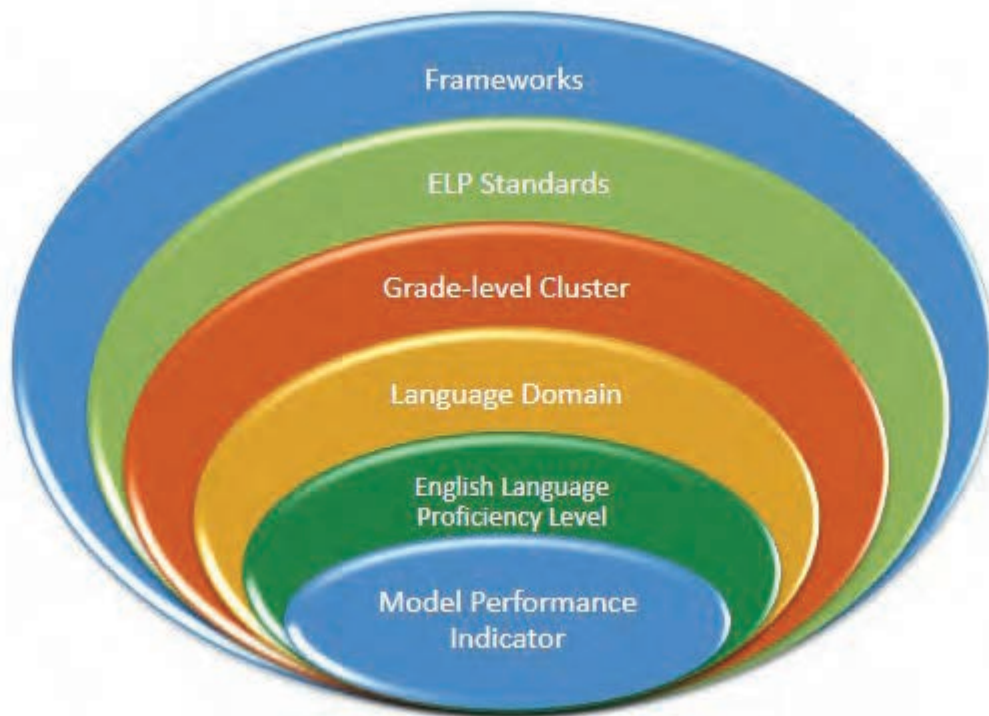 Frameworks
ELP Standards
Grade-level Cluster
Language Domain
English Language
Proficiency Level
Model Performance
Indicator